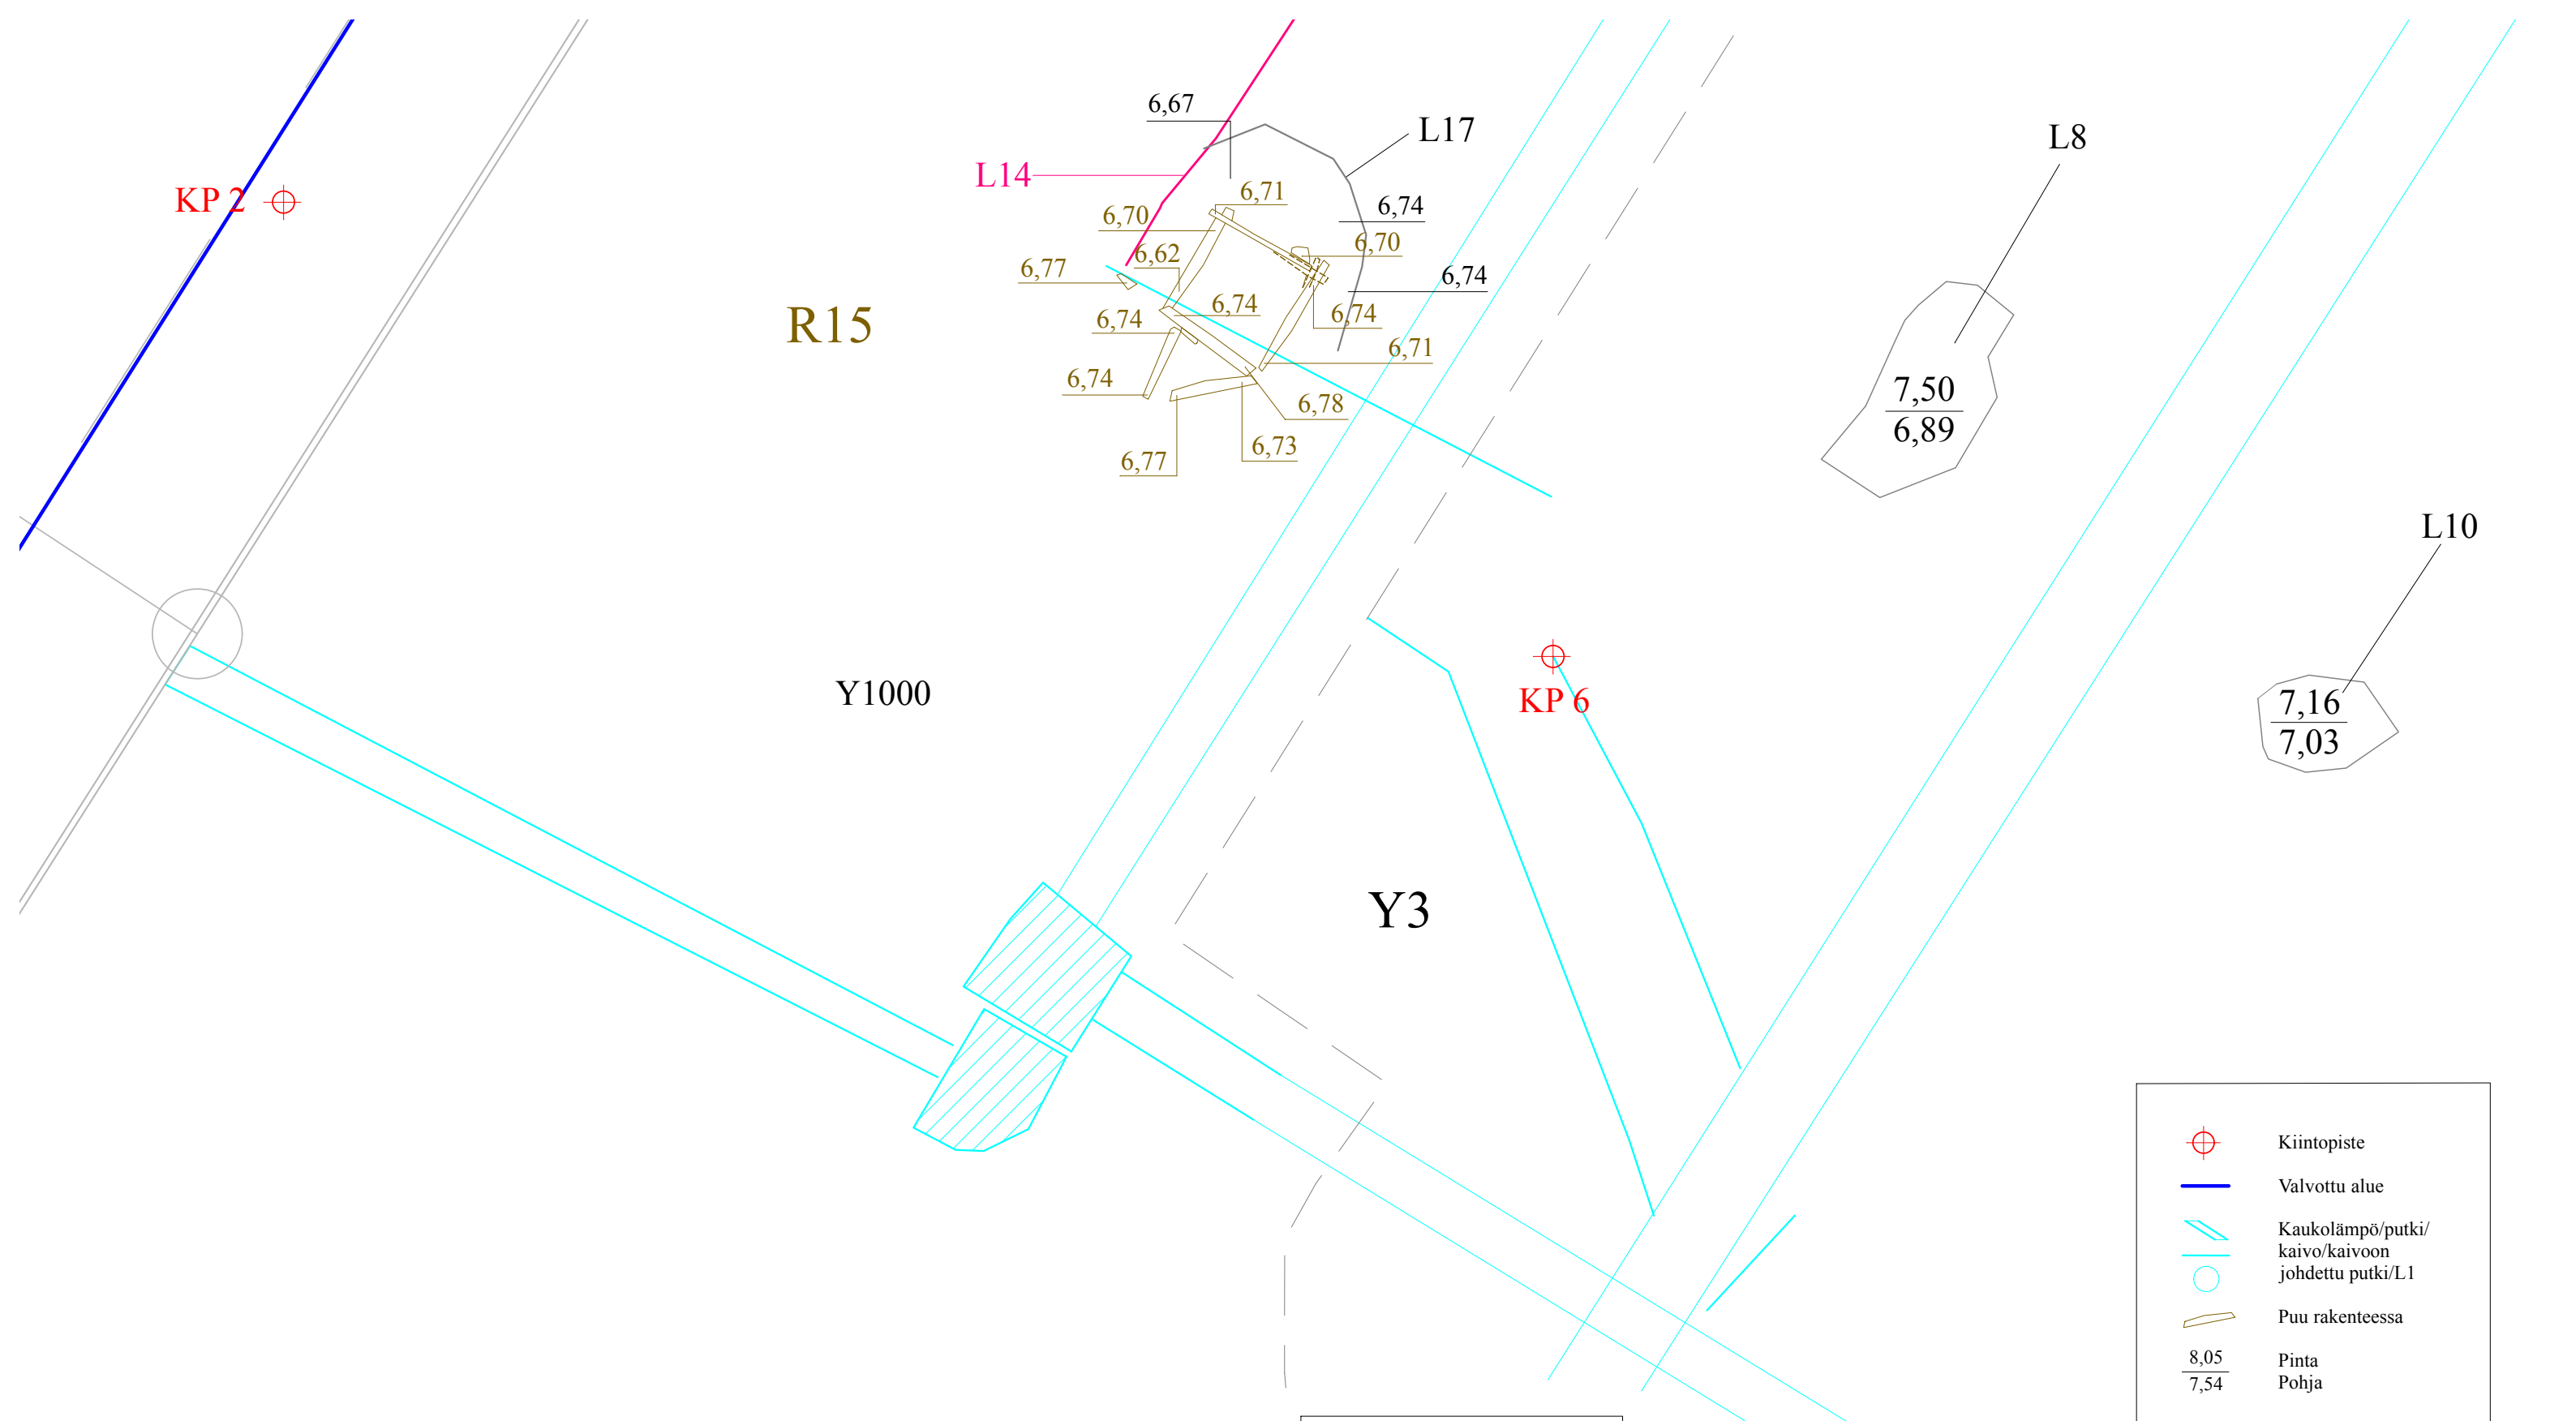 6,67
L17
L8
L14
KP 2
6,71
6,74
6,70
6,70
6,62
6,77
6,74
6,74
6,74
6,74
R15
6,71
6,74
7,50
6,89
6,78
6,73
6,77
L10
Y1000
KP 6
7,16
7,03
Y3
Kiintopiste
Valvottu alue
Kaukolämpö/putki/
kaivo/kaivoon
johdettu putki/L1
Puu rakenteessa
8,05
7,54
Pinta
Pohja